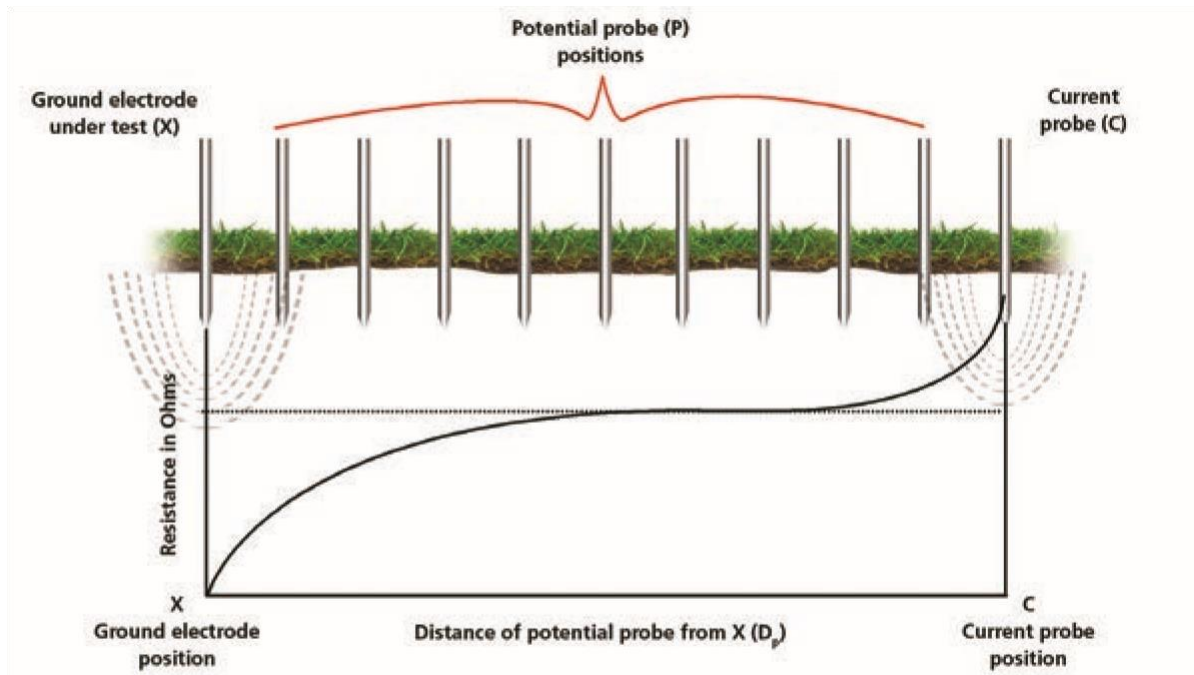 Potential probe (P)
positions
Ground electrode
under test (X)
Current
probe (C)
Resistance in Ohms
X
C
Ground electrode
position
Distance of potential probe from X (Dp)
Current probe
position